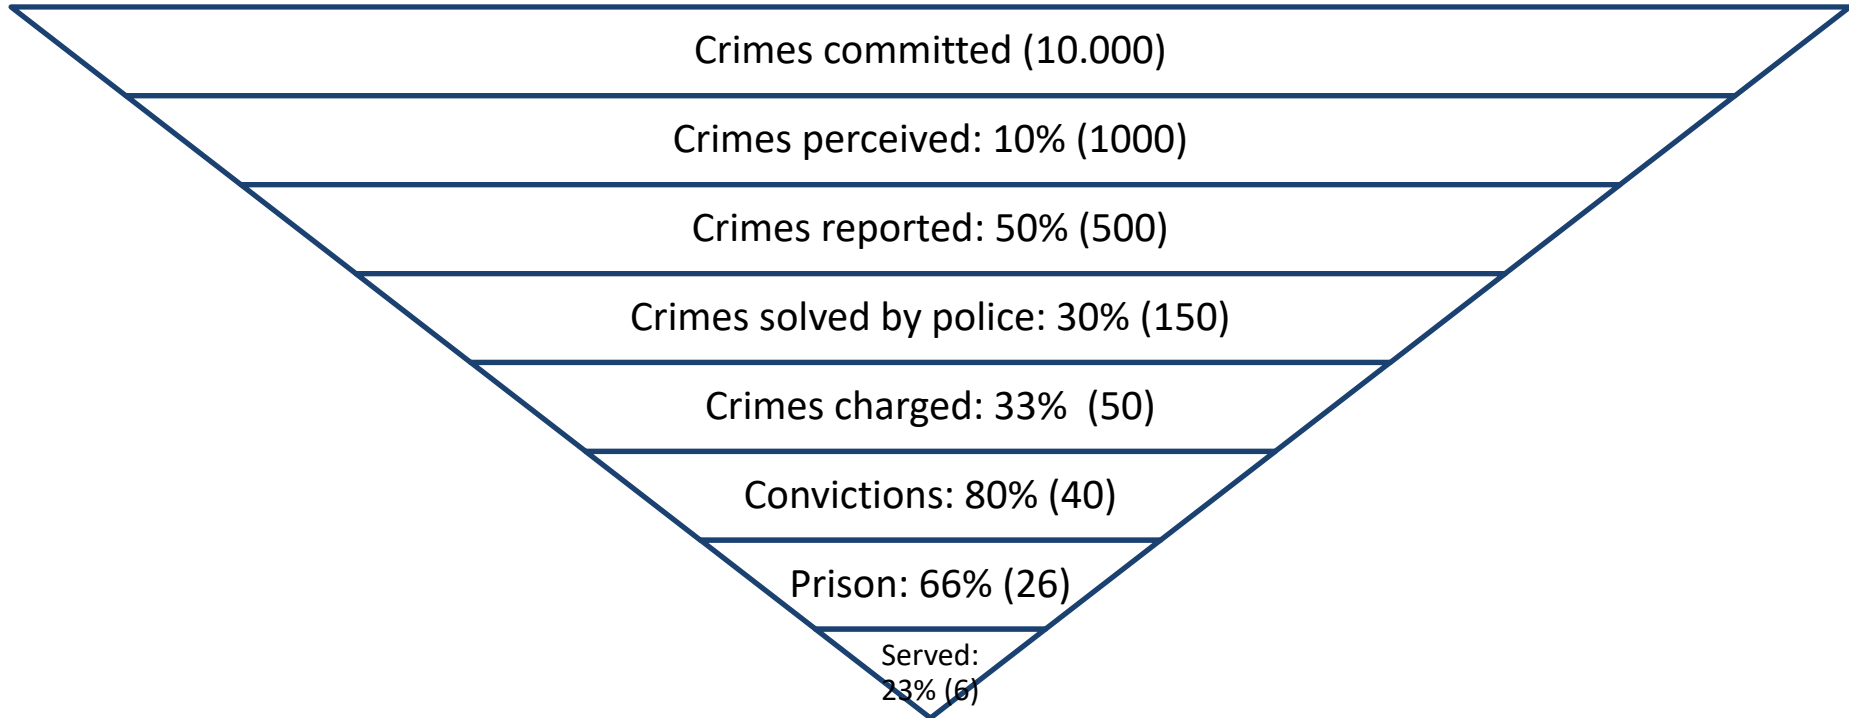 Crimes committed (10.000)
Crimes perceived: 10% (1000)
Crimes reported: 50% (500)
Crimes solved by police: 30% (150)
Crimes charged: 33%  (50)
Convictions: 80% (40)
Prison: 66% (26)
Served:
23% (6)